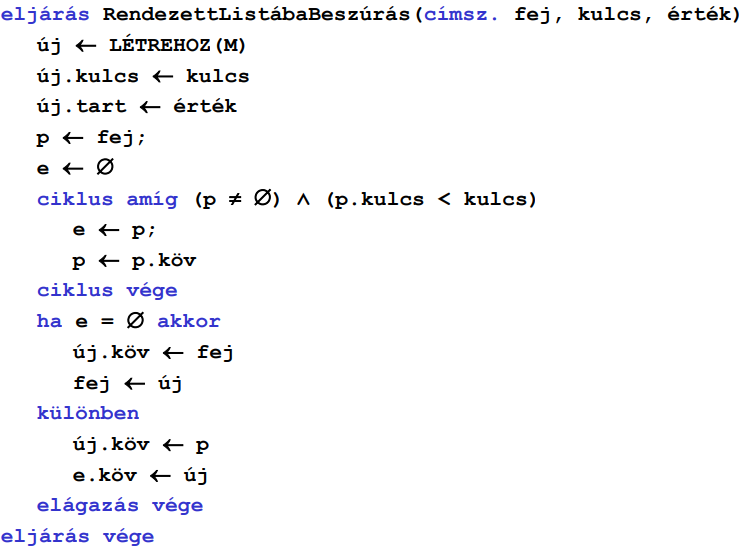 eljárás RendezettListábaBeszúrás(címsz. fej, kulcs, érték)
új ← LÉTREHOZ(M)
új.kulcs ← kulcs
új.tart ← érték
p ← fej;
e ← ∅
ciklus amíg (p ≠ ∅) ∧ (p.kulcs < kulcs)
e ← p;
p ← p.köv
ciklus vége
ha e = ∅ akkor
új.köv ← fej
fej ← új
különben
új.köv ← p
e.köv ← új
elágazás vége
eljárás vége